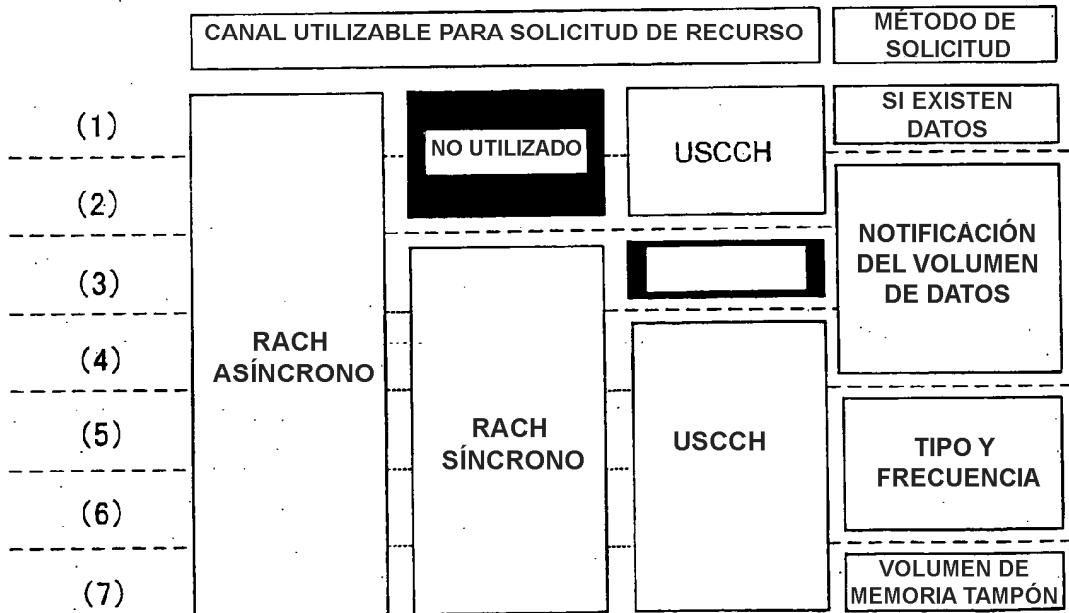 CANAL UTILIZABLE PARA SOLICITUD DE RECURSO
MÉTODO DE
SOLICITUD
(1)
NO UTILIZADO
USCCH
SI EXISTEN
DATOS
(2)
(3)
NOTIFICACIÓN
DEL VOLUMEN
DE DATOS
(4)
RACH
ASÍNCRONO
(5)
RACH
SÍNCRONO
USCCH
TIPO Y
FRECUENCIA
(6)
(7)
VOLUMEN DE
MEMORIA TAMPÓN